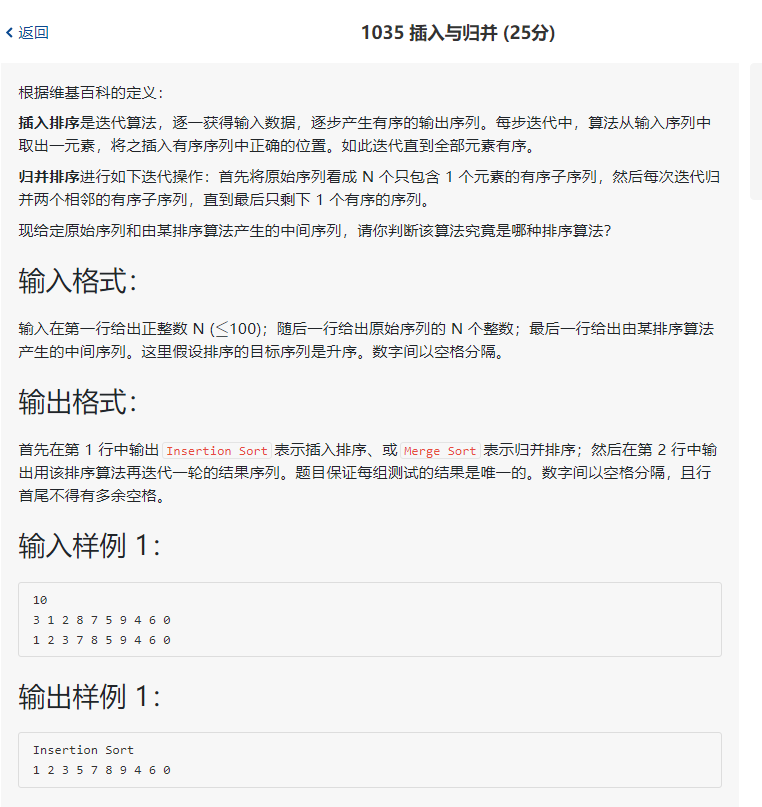 返回
1035 插入与归并 (25分)
根据维基百科的定义：
插入排序是迭代算法，逐一获得输入数据，逐步产生有序的输出序列。每步迭代中，算法从输入序列中
取出一元素，将之插入有序序列中正确的位置。如此迭代直到全部元素有序。
归并排序进行如下迭代操作：首先将原始序列看成 N 个只包含 1 个元素的有序子序列，然后每次迭代归
并两个相邻的有序子序列，直到最后只剩下 1 个有序的序列。
现给定原始序列和由某排序算法产生的中间序列，请你判断该算法究竟是哪种排序算法？
输入格式：
输入在第一行给出正整数 N (≤100)；随后一行给出原始序列的 N 个整数；最后一行给出由某排序算法
产生的中间序列。这里假设排序的目标序列是升序。数字间以空格分隔。
输出格式：
首先在第 1 行中输出 Insertion Sort 表示插入排序、或 Merge Sort 表示归并排序；然后在第 2 行中输
出用该排序算法再迭代一轮的结果序列。题目保证每组测试的结果是唯一的。数字间以空格分隔，且行
首尾不得有多余空格。
输入样例 1：
10
3 1 2 8 7 5 9 4 6 0
1 2 3 7 8 5 9 4 6 0
输出样例 1：
Insertion Sort
1 2 3 5 7 8 9 4 6 0